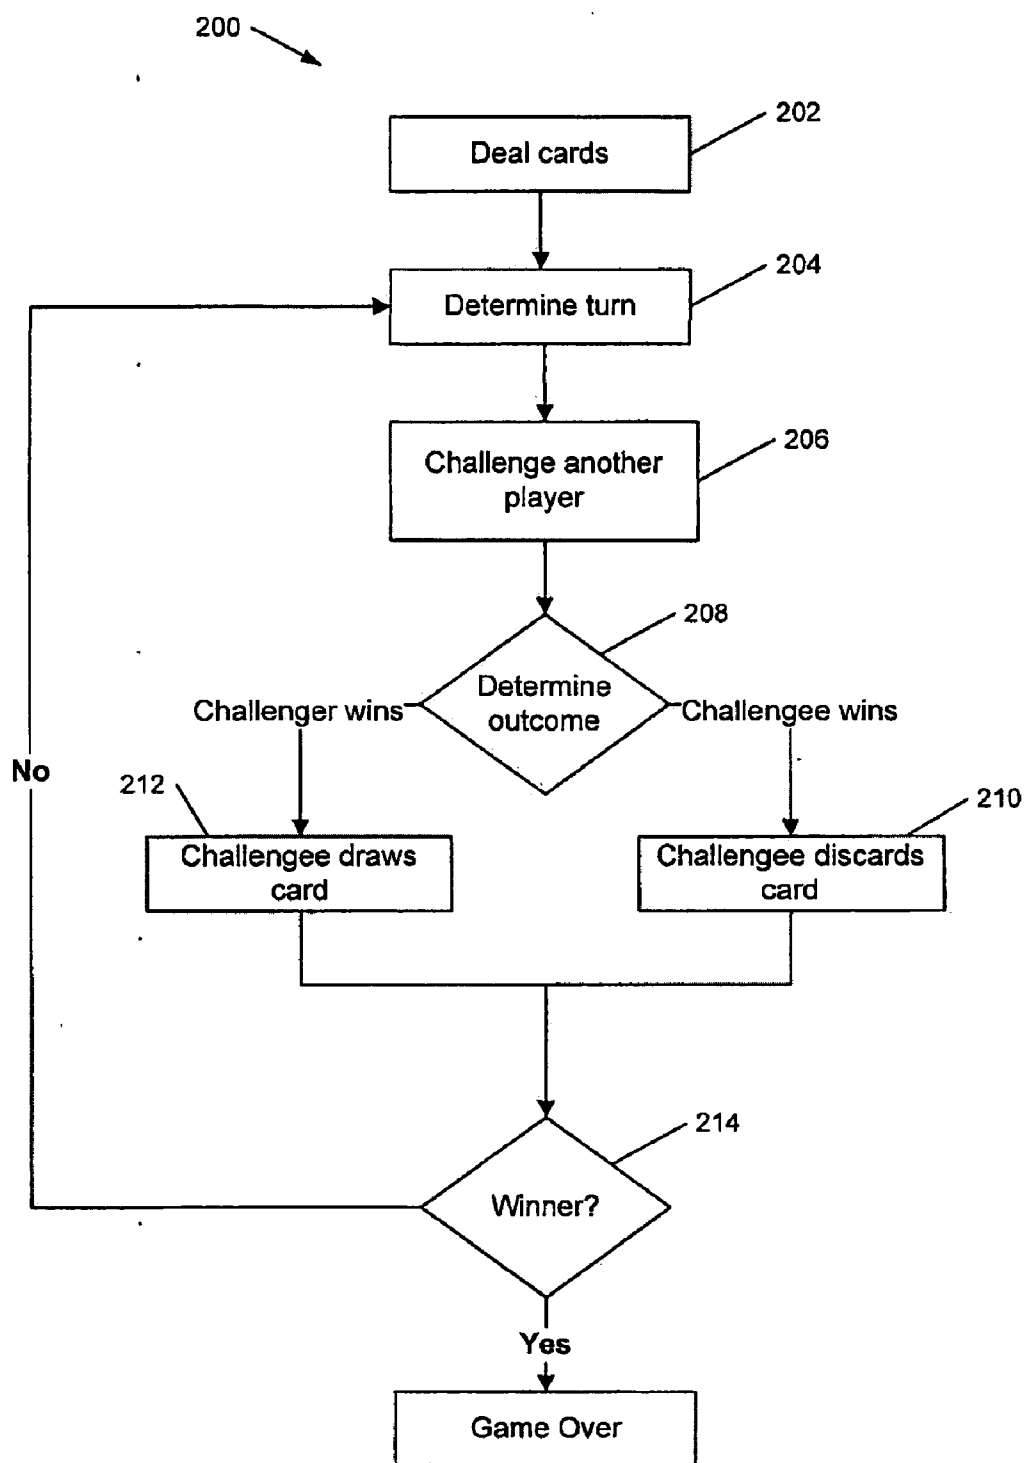 200
202
Deal cards
204
Determine turn
206
Challenge another
player
208
Determine
outcome
Challenger wins
Challengee wins
No
212
210
Challengee draws
card
Challengee discards
card
214
Winner?
Yes
Game Over